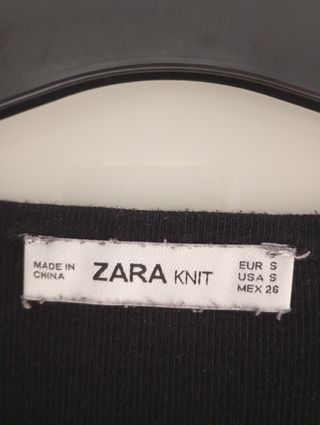 MADE IN
CHINA
ZARA KNIT
EUR S
USA S
MEX 26